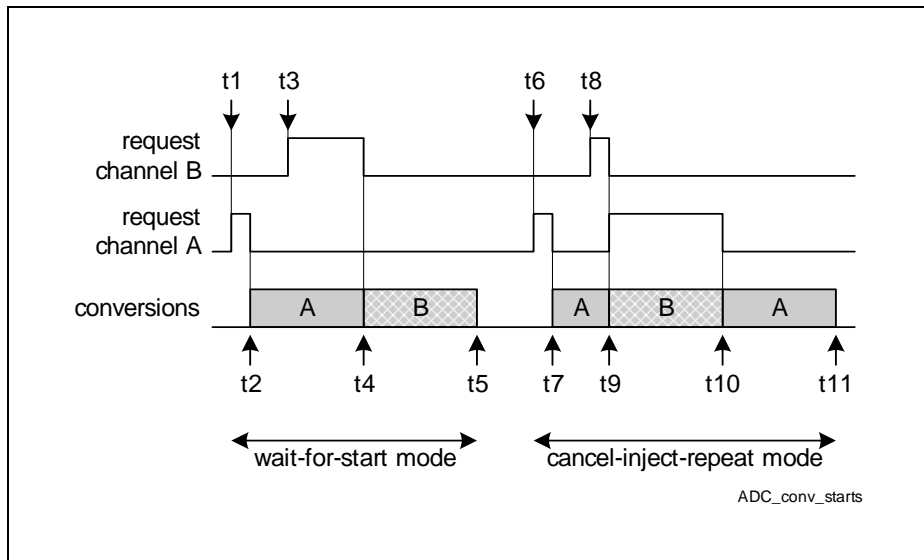 t1 t3 t6 t8
request
channel B
request
channel A
conversions A B A B A
t2 t4 t5 t7 t9 t10 t11
wait-for-start mode cancel-inject-repeat mode
ADC_conv_starts